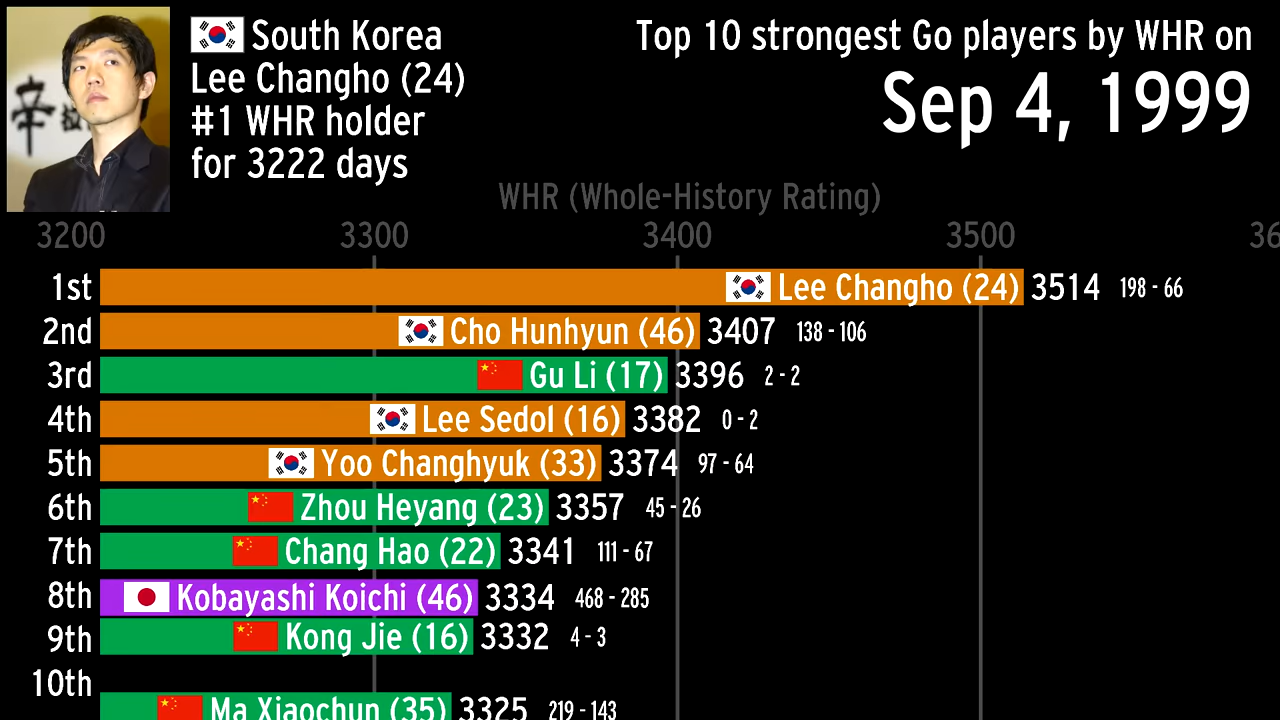 South Korea
Lee Changho (24)
#1 WHR holder
for 3222 days
Top 10 strongest Go players by WHR on
Sep 4, 1999
WHR (Whole-History Rating)
3200 3300 3400 3500 36
1st Lee Changho (24) 3514 198 - 66
2nd Cho Hunhyun (46) 3407 138 - 106
3rd Gu Li (17) 3396 2 - 2
4th Lee Sedol (16) 3382 0 - 2
5th Yoo Changhyuk (33) 3374 97 - 64
6th Zhou Heyang (23) 3357 45 - 26
7th Chang Hao (22) 3341 111 - 67
8th Kobayashi Koichi (46) 3334 468 - 285
9th Kong Jie (16) 3332 4 - 3
10th
Ma Xiaochun (35) 3325 219 - 143